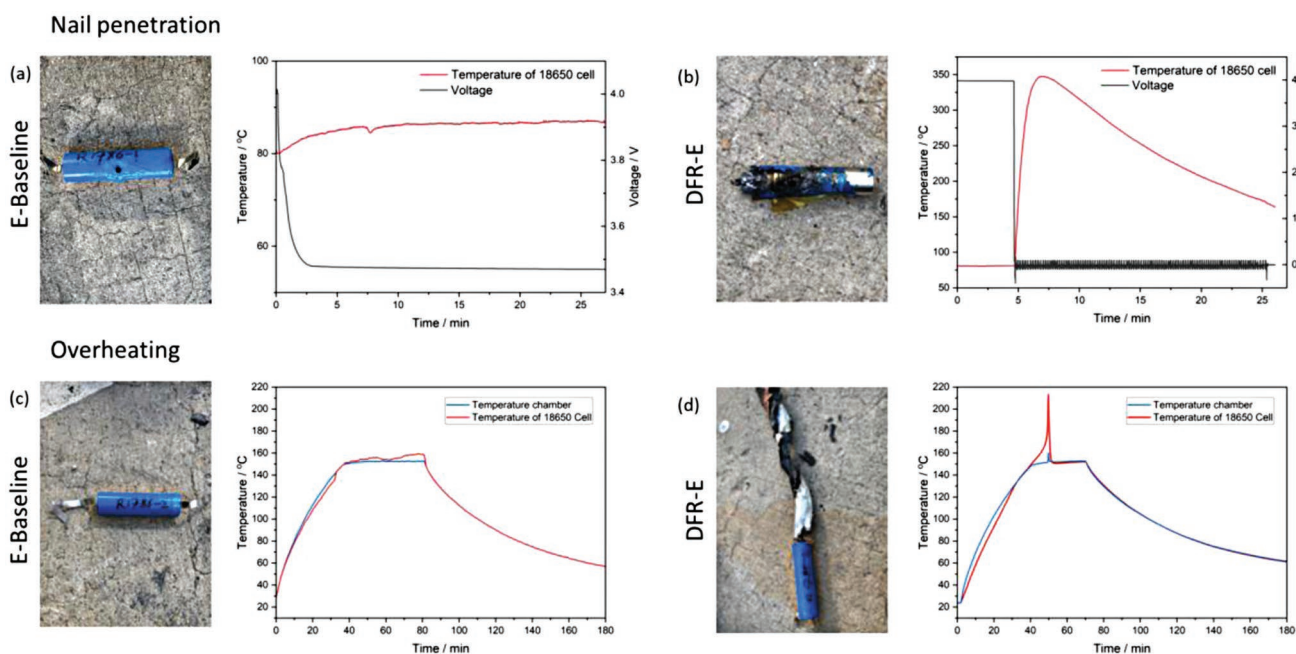 Nail penetration
(a)
E-Baseline
Temperature / °C
100
80
60
Temperature of 18650 cell
Voltage
4.0
3.8
3.6
3.4
Voltage / V
0 5 10 15 20 25
Time / min
(b)
DFR-E
Temperature / °C
350
300
250
200
150
100
50
Temperature of 18650 cell
Voltage
4
3
2
1
0
0 5 10 15 20 25
Time / min
Overheating
(c)
E-Baseline
Temperature / °C
220
200
180
160
140
120
100
80
60
40
20
Temperature chamber
Temperature of 18650 Cell
0 20 40 60 80 100 120 140 160 180
Time / min
(d)
DFR-E
Temperature / °C
220
200
180
160
140
120
100
80
60
40
20
Temperature chamber
Temperature of 18650 Cell
0 20 40 60 80 100 120 140 160 180
Time / min